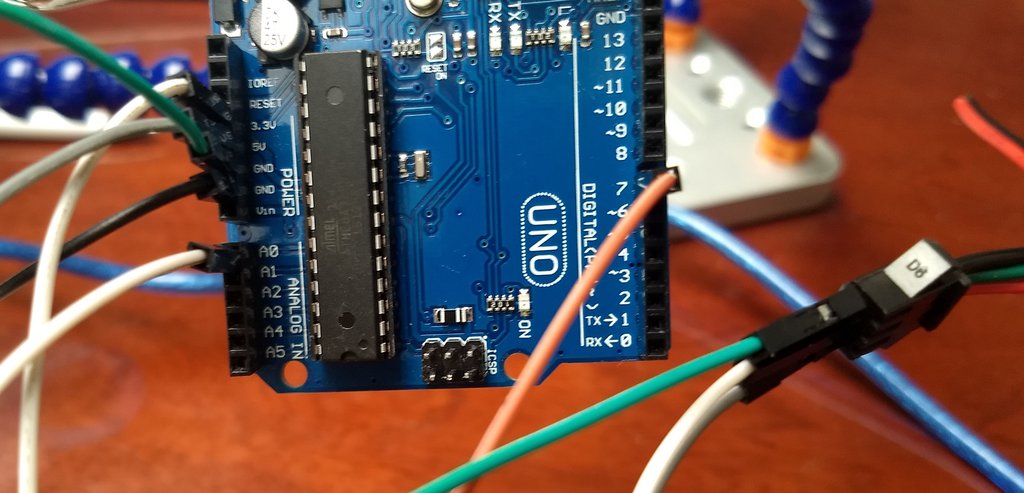 25V
RX
TX
L
RESET
ON
IOREF
RESET
3.3V
5V
GND
GND
Vin
POWER
A0
A1
A2
A3
A4
A5
ANALOG IN
GND
13
12
~11
~10
~9
8
7
~6
4
~3
2
TX→1
RX←0
DIGITAL
UNO
ON
ICSP